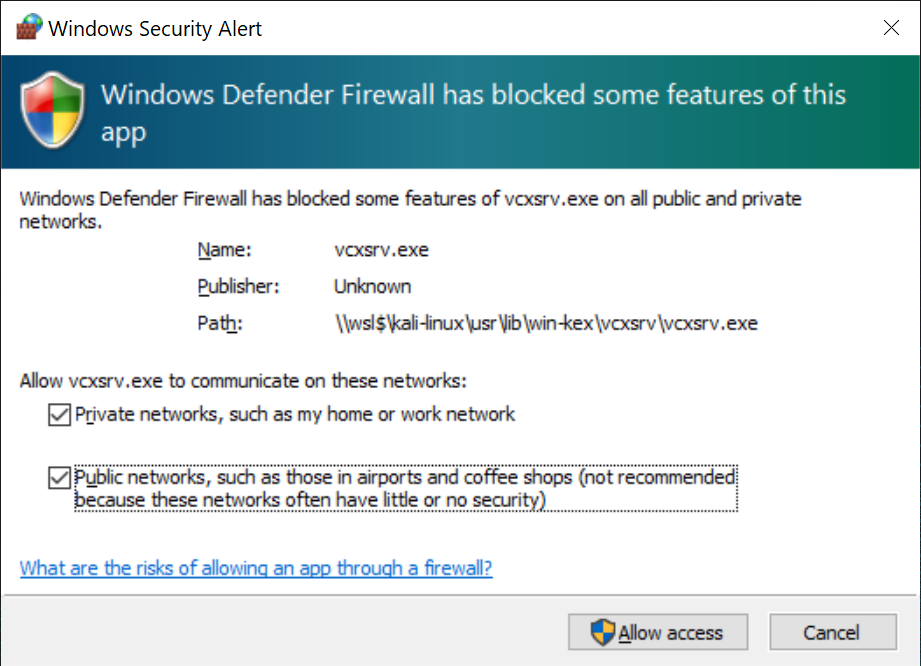 Windows Security Alert
Windows Defender Firewall has blocked some features of this
app
Windows Defender Firewall has blocked some features of vcxsrv.exe on all public and private
networks.
Name: vcxsrv.exe
Publisher: Unknown
Path: \\wsl$\kali-linux\usr\lib\win-kex\vcxsrv\vcxsrv.exe
Allow vcxsrv.exe to communicate on these networks:
Private networks, such as my home or work network
Public networks, such as those in airports and coffee shops (not recommended
because these networks often have little or no security)
What are the risks of allowing an app through a firewall?
Allow access Cancel